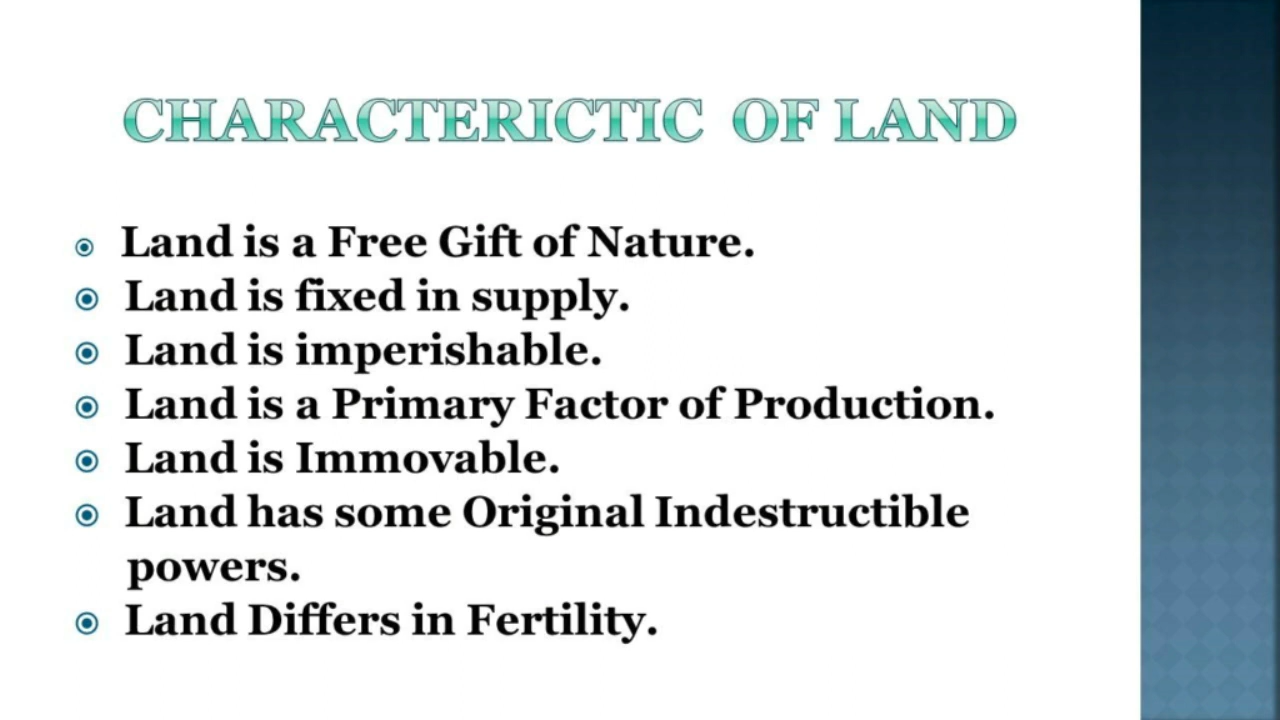 CHARACTERICTIC OF LAND
Land is a Free Gift of Nature.
Land is fixed in supply.
Land is imperishable.
Land is a Primary Factor of Production.
Land is Immovable.
Land has some Original Indestructible
powers.
Land Differs in Fertility.